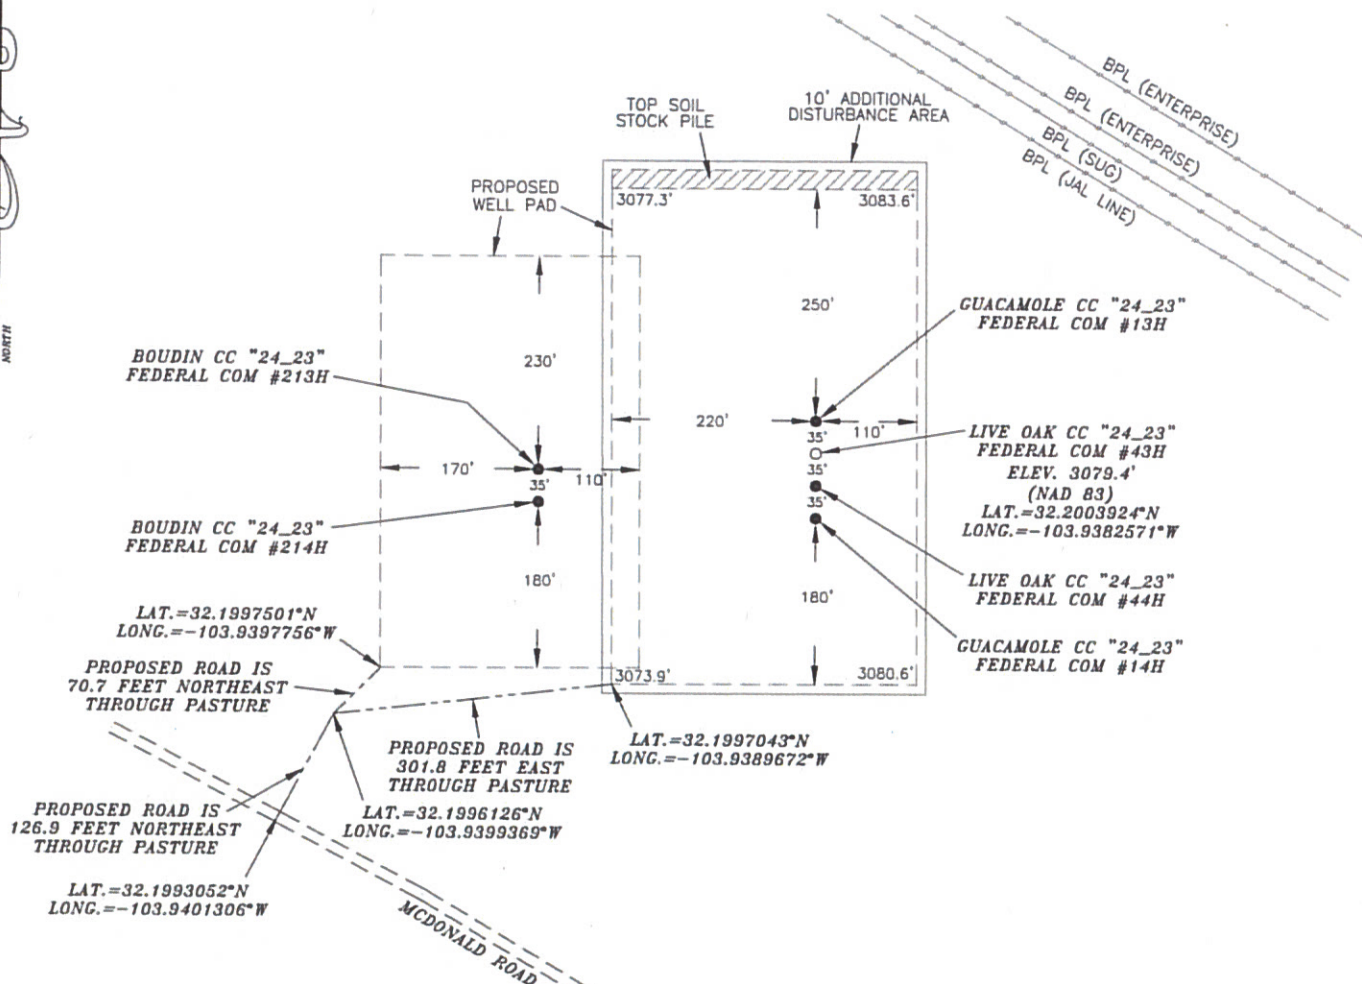 BPL (ENTERPRISE)
BPL (ENTERPRISE)
BPL (SUG)
BPL (JAL LINE)
TOP SOIL
STOCK PILE
10' ADDITIONAL
DISTURBANCE AREA
PROPOSED
WELL PAD
3077.3'
3083.6'
NORTH
250'
GUACAMOLE CC "24_23"
FEDERAL COM #13H
BOUDIN CC "24_23"
FEDERAL COM #213H
230'
220'
110'
35'
35'
35'
LIVE OAK CC "24_23"
FEDERAL COM #43H
ELEV. 3079.4'
(NAD 83)
LAT.=32.2003924°N
LONG.=-103.9382571°W
170'
110'
35'
BOUDIN CC "24_23"
FEDERAL COM #214H
180'
180'
LIVE OAK CC "24_23"
FEDERAL COM #44H
GUACAMOLE CC "24_23"
FEDERAL COM #14H
LAT.=32.1997501°N
LONG.=-103.9397756°W
PROPOSED ROAD IS
70.7 FEET NORTHEAST
THROUGH PASTURE
3073.9'
3080.6'
LAT.=32.1997043°N
LONG.=-103.9389672°W
PROPOSED ROAD IS
301.8 FEET EAST
THROUGH PASTURE
LAT.=32.1996126°N
LONG.=-103.9399369°W
PROPOSED ROAD IS
126.9 FEET NORTHEAST
THROUGH PASTURE
LAT.=32.1993052°N
LONG.=-103.9401306°W
MCDONALD ROAD